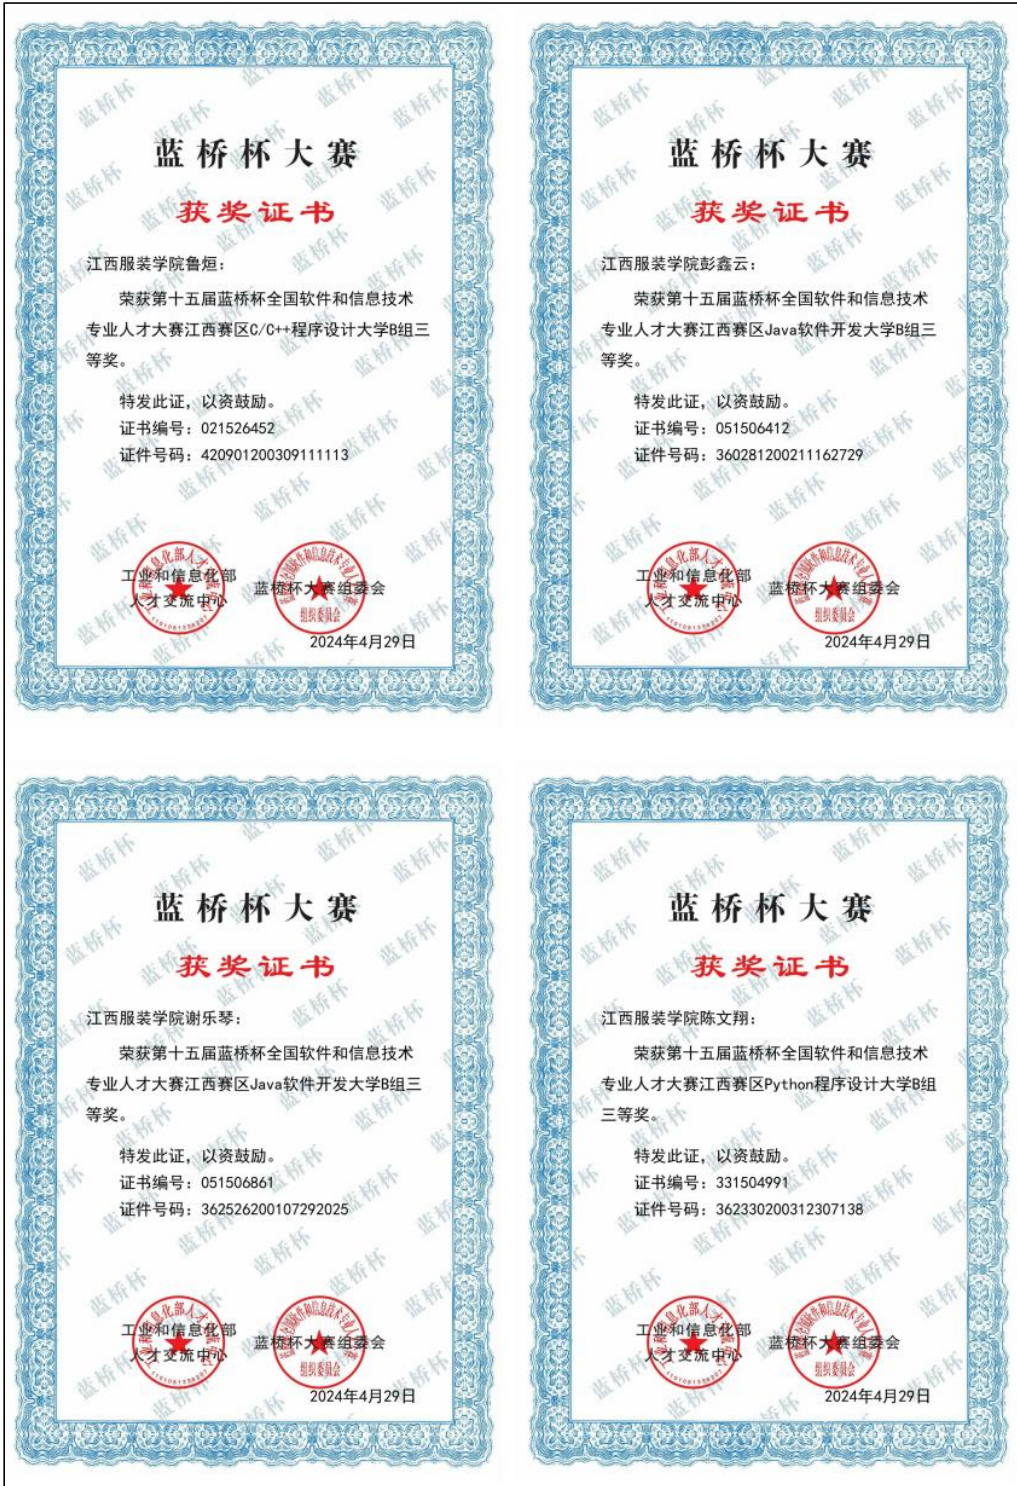 蓝桥杯大赛
获奖证书
江西服装学院鲁烜：
荣获第十五届蓝桥杯全国软件和信息技术
专业人才大赛江西赛区C/C++程序设计大学B组三
等奖。
特发此证，以资鼓励。
证书编号：021526452
证件号码：420901200309111113
工业和信息化部
人才交流中心
蓝桥杯大赛组委会
2024年4月29日
蓝桥杯大赛
获奖证书
江西服装学院彭鑫云：
荣获第十五届蓝桥杯全国软件和信息技术
专业人才大赛江西赛区Java软件开发大学B组三
等奖。
特发此证，以资鼓励。
证书编号：051506412
证件号码：360281200211162729
工业和信息化部
人才交流中心
蓝桥杯大赛组委会
2024年4月29日
蓝桥杯大赛
获奖证书
江西服装学院谢乐琴：
荣获第十五届蓝桥杯全国软件和信息技术
专业人才大赛江西赛区Java软件开发大学B组三
等奖。
特发此证，以资鼓励。
证书编号：051506861
证件号码：362526200107292025
工业和信息化部
人才交流中心
蓝桥杯大赛组委会
2024年4月29日
蓝桥杯大赛
获奖证书
江西服装学院陈文翔：
荣获第十五届蓝桥杯全国软件和信息技术
专业人才大赛江西赛区Python程序设计大学B组
三等奖。
特发此证，以资鼓励。
证书编号：331504991
证件号码：362330200312307138
工业和信息化部
人才交流中心
蓝桥杯大赛组委会
2024年4月29日